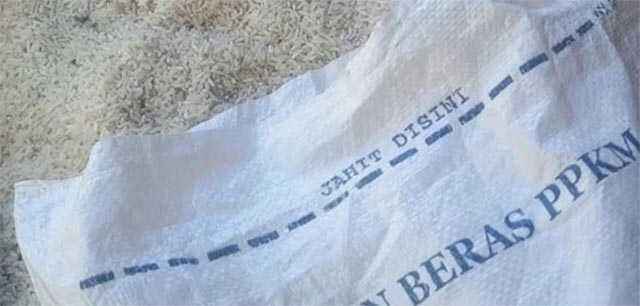 JAHIT DISINI
BERAS PPKM